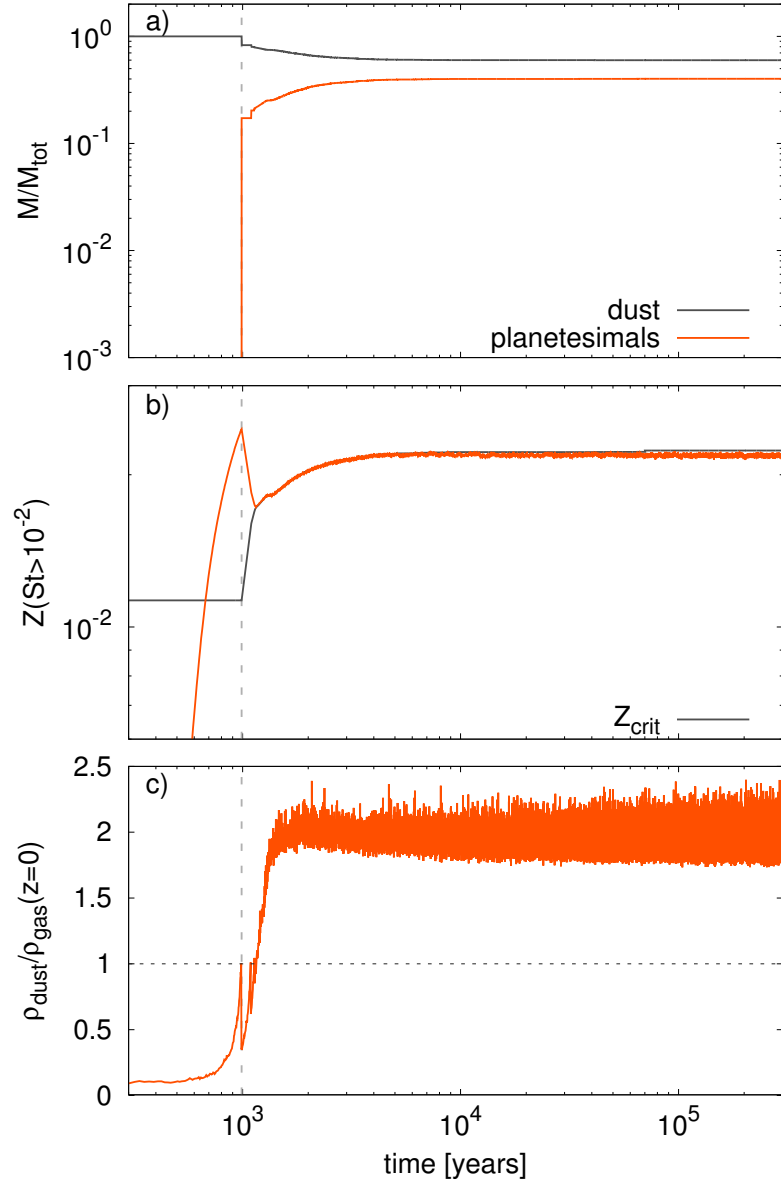 a)
10^0
10^-1
10^-2
10^-3
M/M_tot
dust
planetesimals
b)
10^-2
Z(St>10^-2)
Z_crit
c)
2.5
2
1.5
1
0.5
0
ρ_dust/ρ_gas(z=0)
10^3 10^4 10^5
time [years]